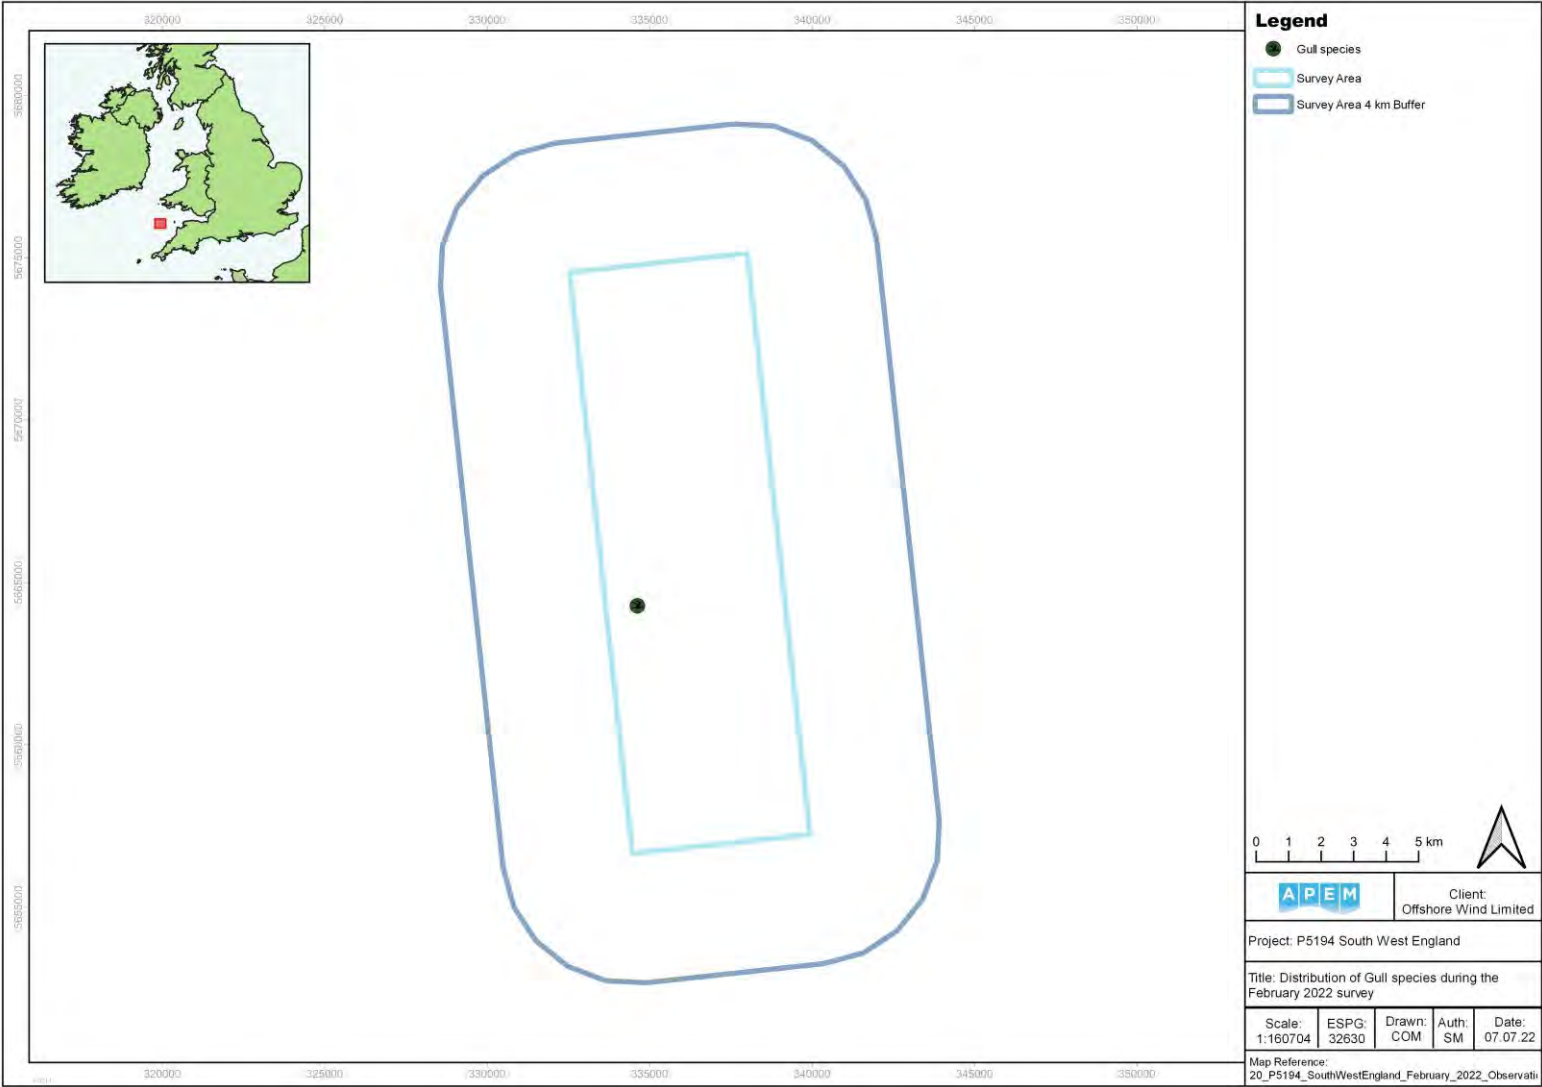 320000 325000 330000 335000 340000 345000 350000
5680000
5675000
5670000
5665000
5660000
5655000
320000 325000 330000 335000 340000 345000 350000
Legend
Gull species
Survey Area
Survey Area 4 km Buffer
0 1 2 3 4 5 km
APEM
Client:
Offshore Wind Limited
Project: P5194 South West England
Title: Distribution of Gull species during the
February 2022 survey
Scale: ESPG: Drawn: Auth: Date:
1:160704 32630 COM SM 07.07.22
Map Reference:
20_P5194_SouthWestEngland_February_2022_Observati